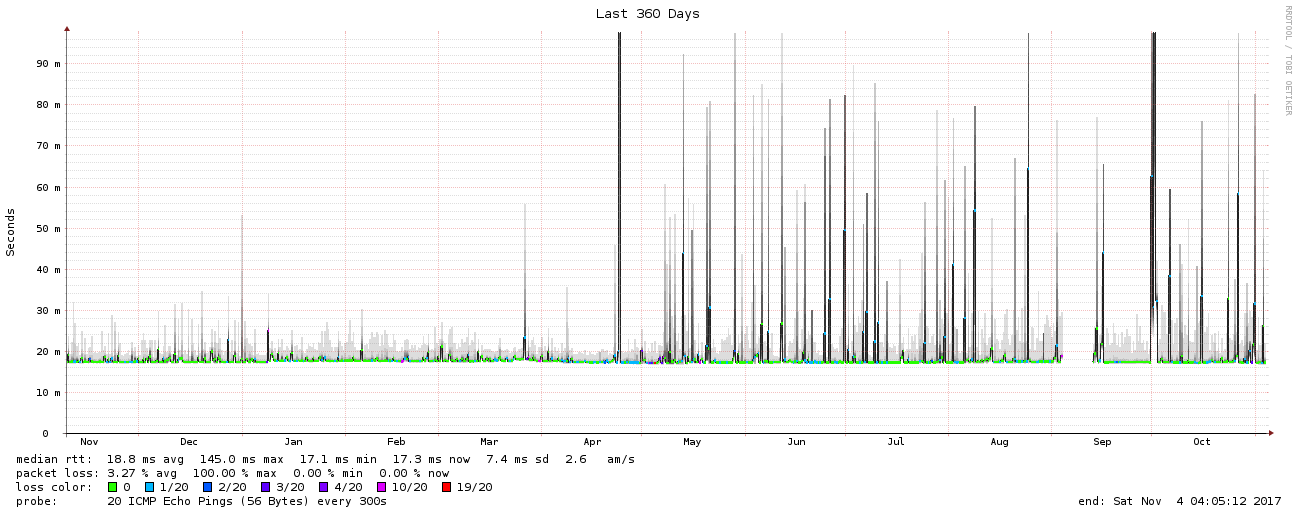 Last 360 Days
RRDTOOL / TOBI OETIKER
Seconds
90 m
80 m
70 m
60 m
50 m
40 m
30 m
20 m
10 m
0
Nov Dec Jan Feb Mar Apr May Jun Jul Aug Sep Oct
median rtt: 18.8 ms avg 145.0 ms max 17.1 ms min 17.3 ms now 7.4 ms sd 2.6 am/s
packet loss: 3.27 % avg 100.00 % max 0.00 % min 0.00 % now
loss color: 0 1/20 2/20 3/20 4/20 10/20 19/20
probe: 20 ICMP Echo Pings (56 Bytes) every 300s end: Sat Nov 4 04:05:12 2017